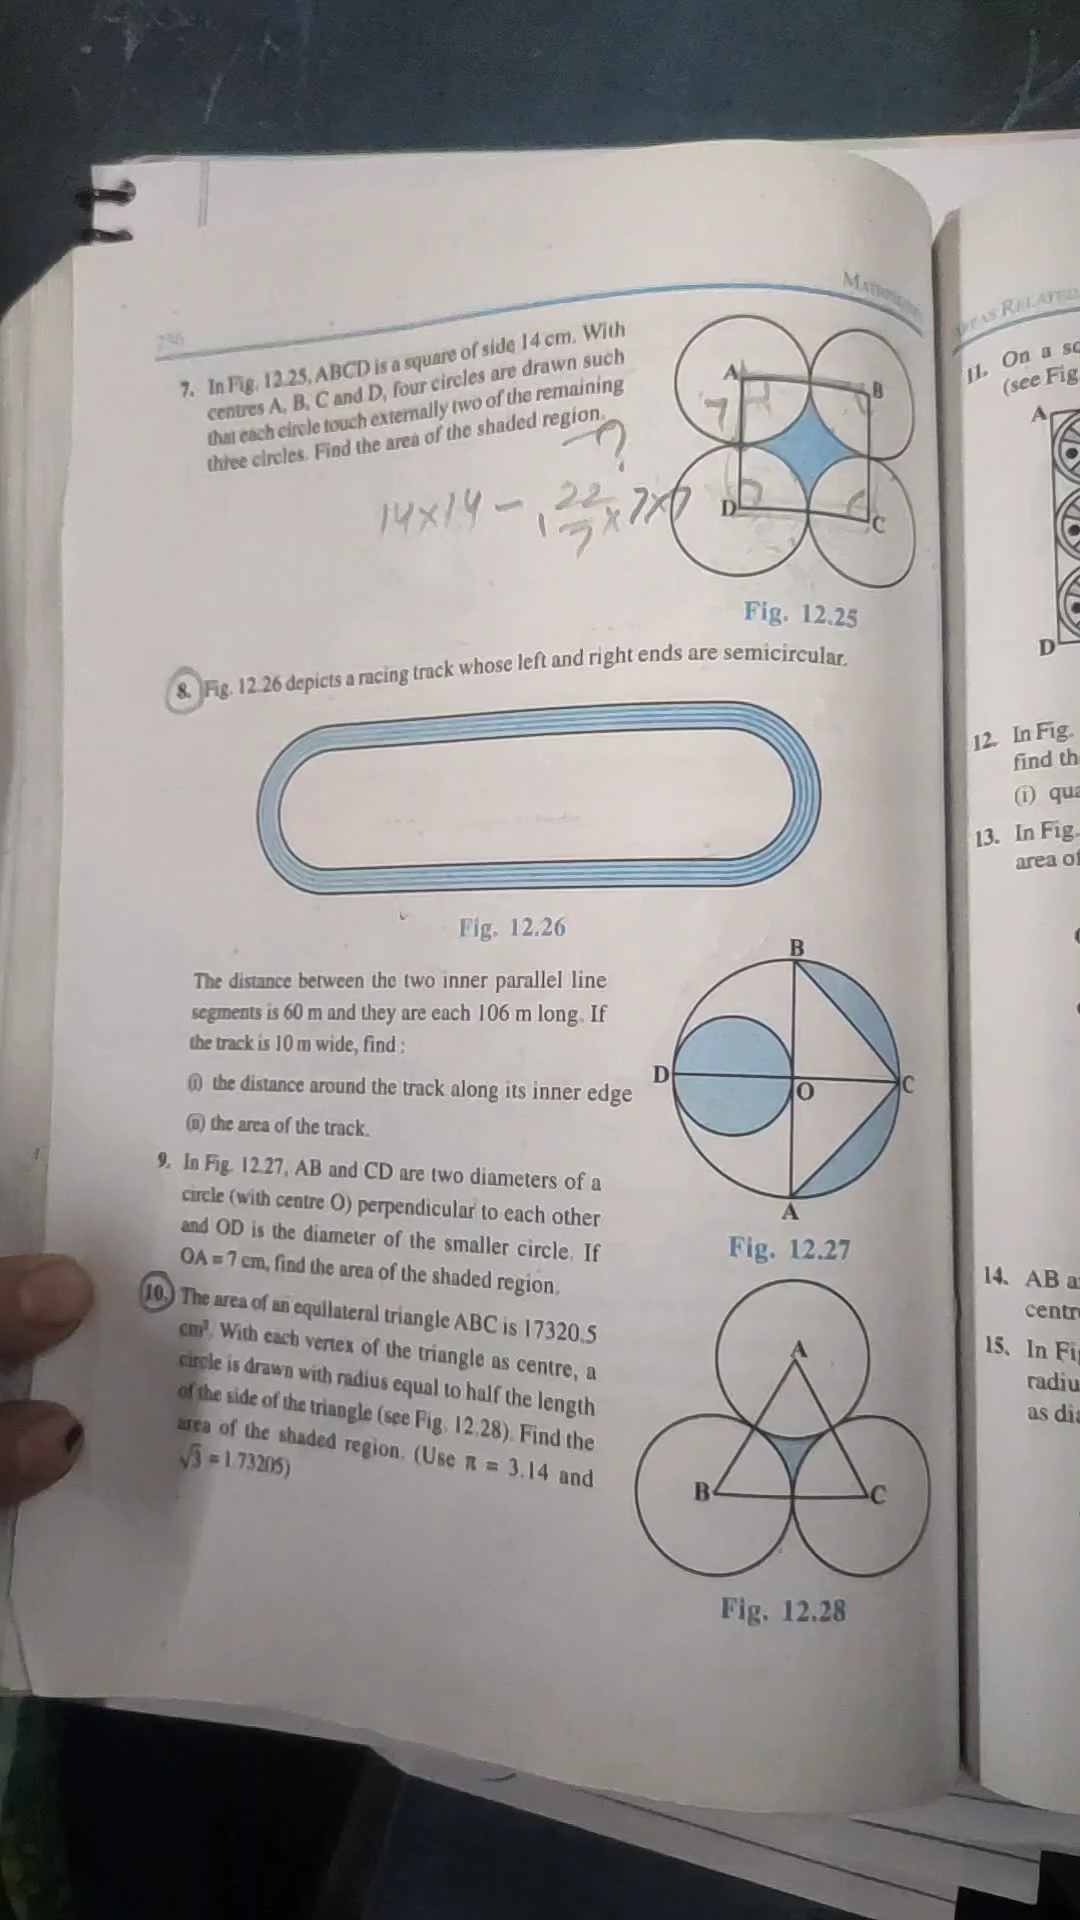 236
7. In Fig. 12.25, ABCD is a square of side 14 cm. With
centres A, B, C and D, four circles are drawn such
that each circle touch externally two of the remaining
three circles. Find the area of the shaded region.
?
14×14 - 22/7 ×7×7
A
B
7
D
C
Fig. 12.25
8. Fig. 12.26 depicts a racing track whose left and right ends are semicircular.
Fig. 12.26
The distance between the two inner parallel line
segments is 60 m and they are each 106 m long. If
the track is 10 m wide, find :
(i) the distance around the track along its inner edge
(ii) the area of the track.
9. In Fig. 12.27, AB and CD are two diameters of a
circle (with centre O) perpendicular to each other
and OD is the diameter of the smaller circle. If
OA = 7 cm, find the area of the shaded region.
B
D
O
C
A
Fig. 12.27
10. The area of an equilateral triangle ABC is 17320.5
cm². With each vertex of the triangle as centre, a
circle is drawn with radius equal to half the length
of the side of the triangle (see Fig. 12.28). Find the
area of the shaded region. (Use π = 3.14 and
√3 = 1.73205)
A
B
C
Fig. 12.28
11. On a
(see Fig
A
D
12. In Fig.
find
(i)
13. In Fig.
area
14. AB
15. In
as